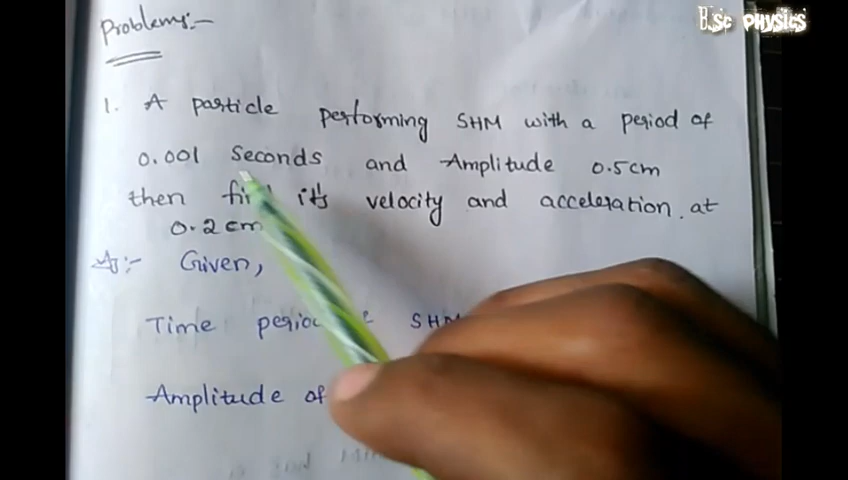 B.Sc PHYSICS
Problems:-
1. A particle performing SHM with a period of
0.001 Seconds and Amplitude 0.5cm
then its velocity and acceleration at
0.2cm
A:- Given,
Time SHM
Amplitude of